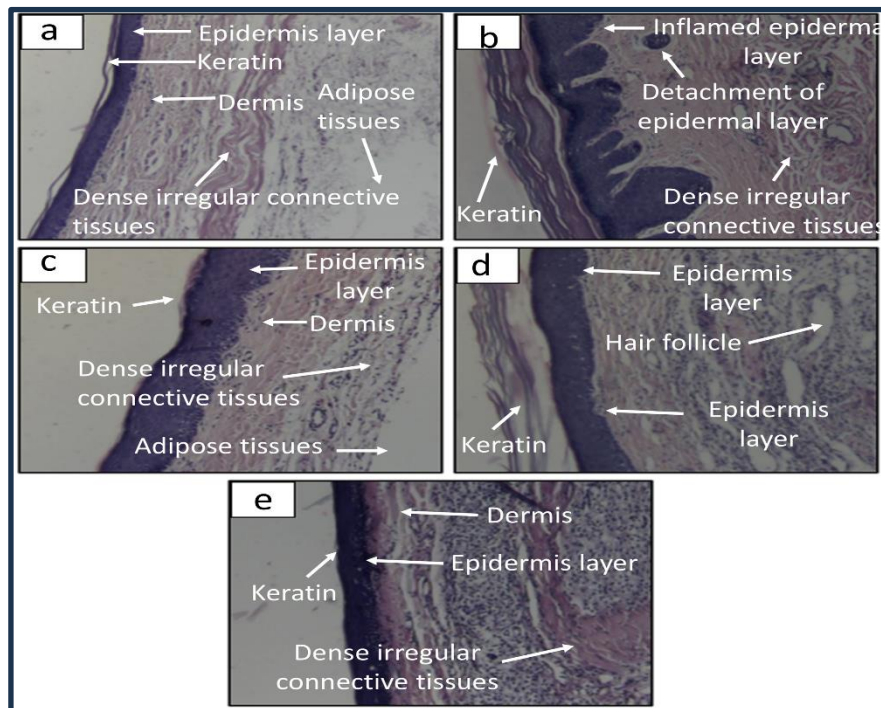 a
Epidermis layer
Keratin
Dermis
Adipose
tissues
Dense irregular connective
tissues
b
Inflamed epiderma
layer
Detachment of
epidermal layer
Keratin
Dense irregular
connective tissues
c
Epidermis
layer
Keratin
Dermis
Dense irregular
connective tissues
Adipose tissues
d
Epidermis
layer
Hair follicle
Epidermis
layer
Keratin
e
Dermis
Epidermis layer
Keratin
Dense irregular
connective tissues